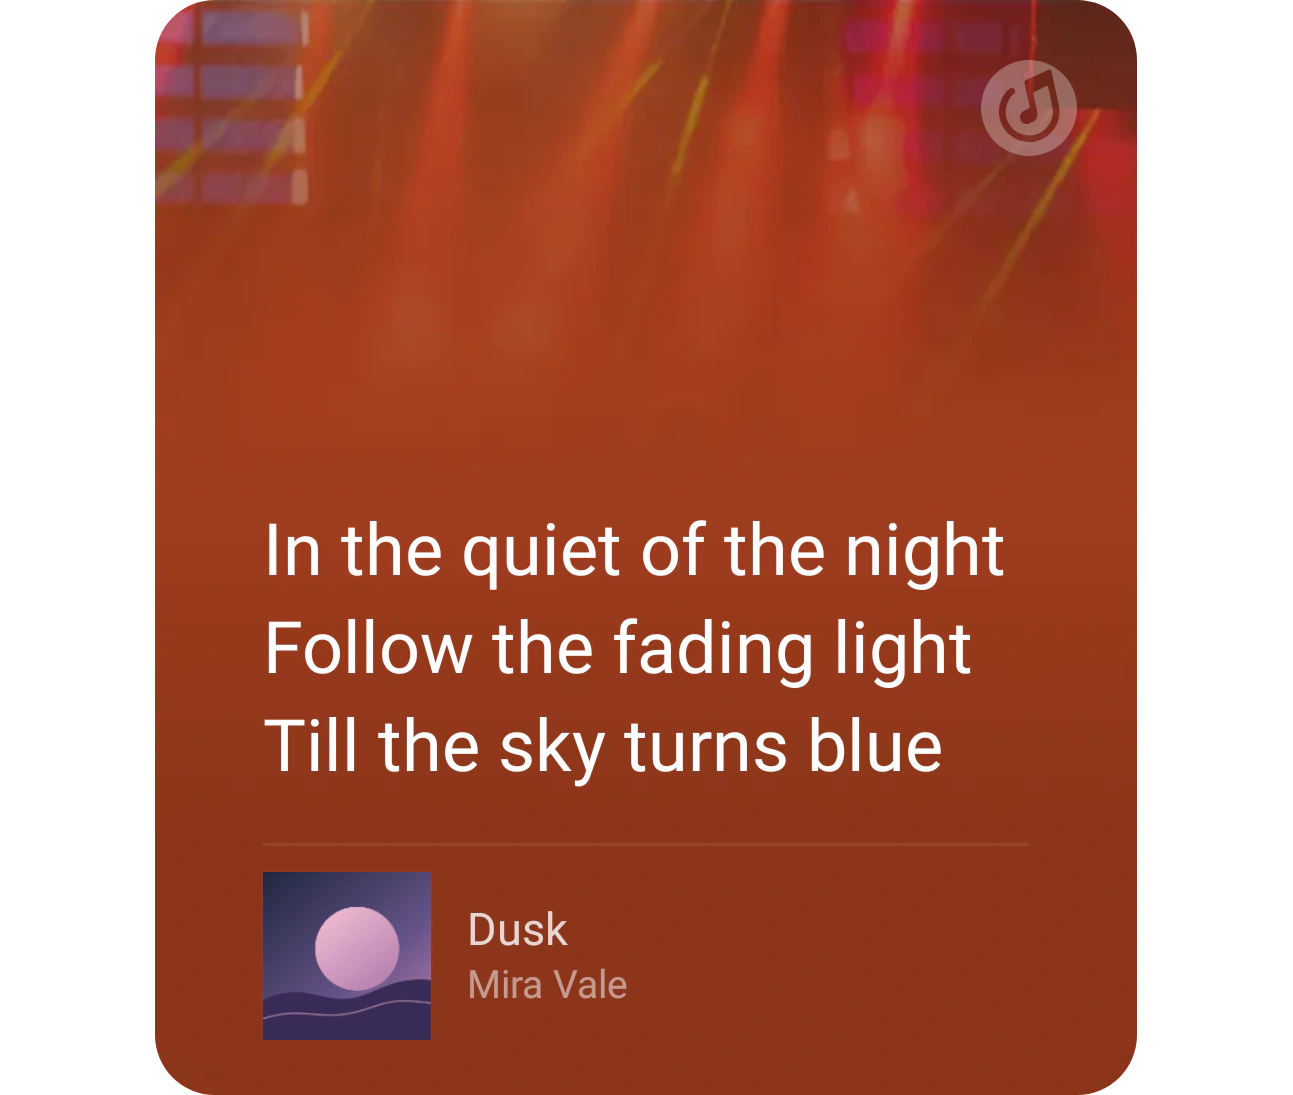 In the quiet of the night
Follow the fading light
Till the sky turns blue
Dusk
Mira Vale